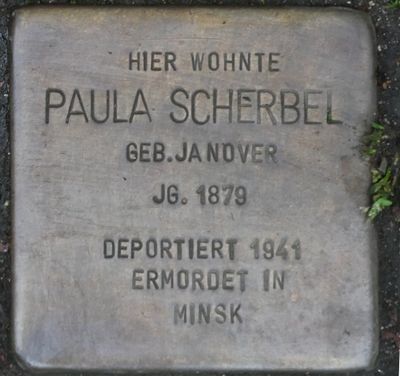 HIER WOHNTE
PAULA SCHERBEL
GEB. JANOVER
JG. 1879
DEPORTIERT 1941
ERMORDET IN
MINSK